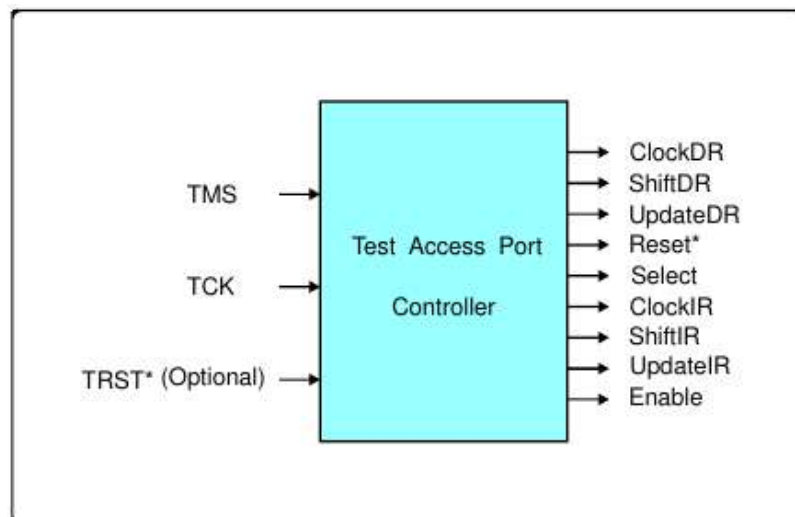 TMS
TCK
TRST* (Optional)
Test Access Port
Controller
ClockDR
ShiftDR
UpdateDR
Reset*
Select
ClockIR
ShiftIR
UpdateIR
Enable